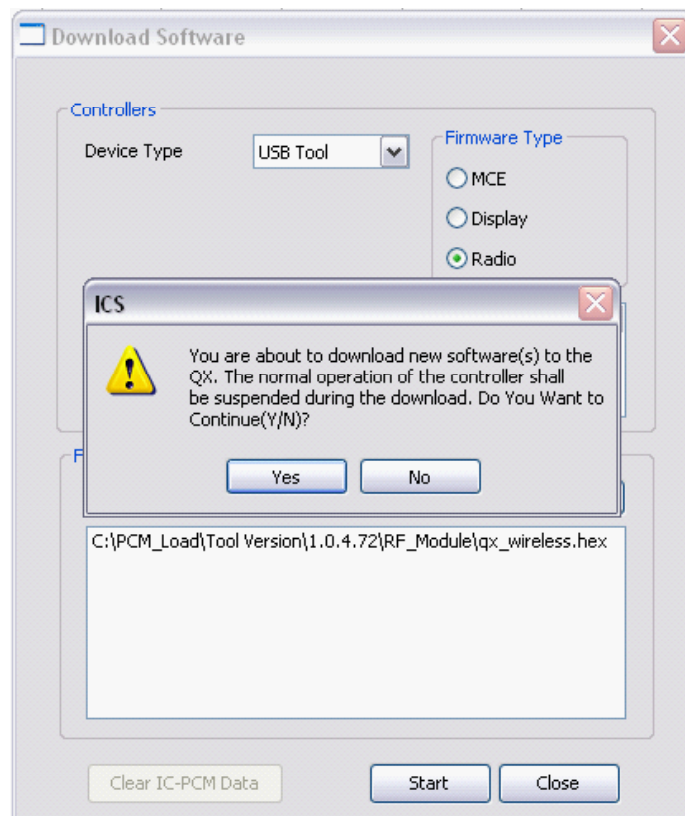 Download Software
Controllers
Device Type
USB Tool
Firmware Type
MCE
Display
Radio
ICS
You are about to download new software(s) to the
QX. The normal operation of the controller shall
be suspended during the download. Do You Want to
Continue(Y/N)?
Yes
No
F
C:\PCM_Load\Tool Version\1.0.4.72\RF_Module\qx_wireless.hex
Clear IC-PCM Data
Start
Close